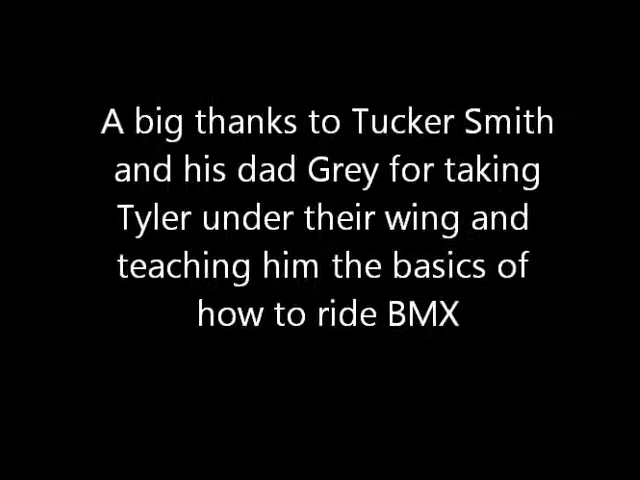 A big thanks to Tucker Smith
and his dad Grey for taking
Tyler under their wing and
teaching him the basics of
how to ride BMX